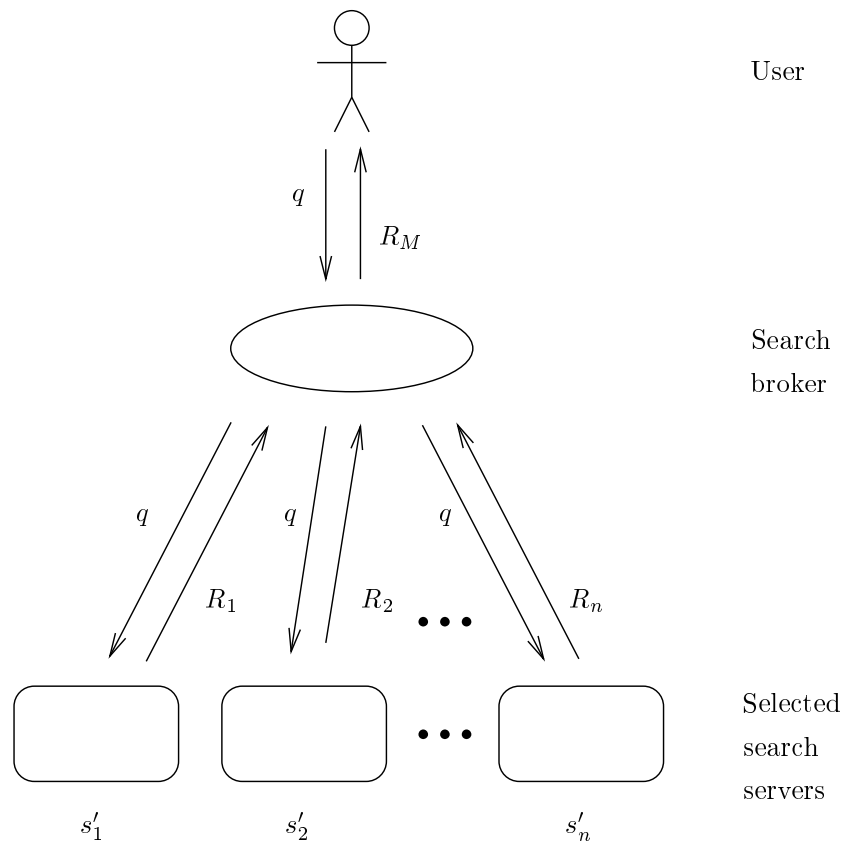 User
q
R_M
Search
broker
q
q
q
R_1
R_2
R_n
Selected
search
servers
s'_1
s'_2
s'_n